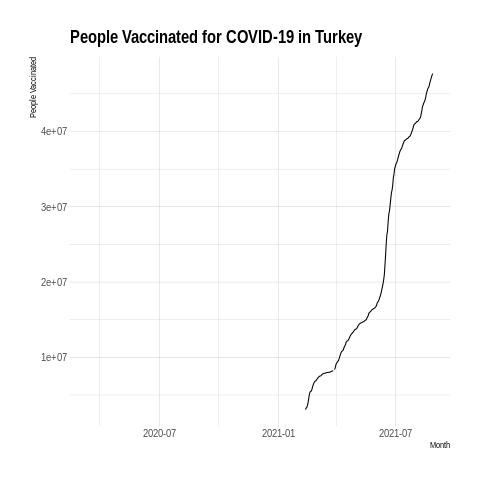 People Vaccinated for COVID-19 in Turkey
People Vaccinated
4e+07
3e+07
2e+07
1e+07
2020-07 2021-01 2021-07
Month